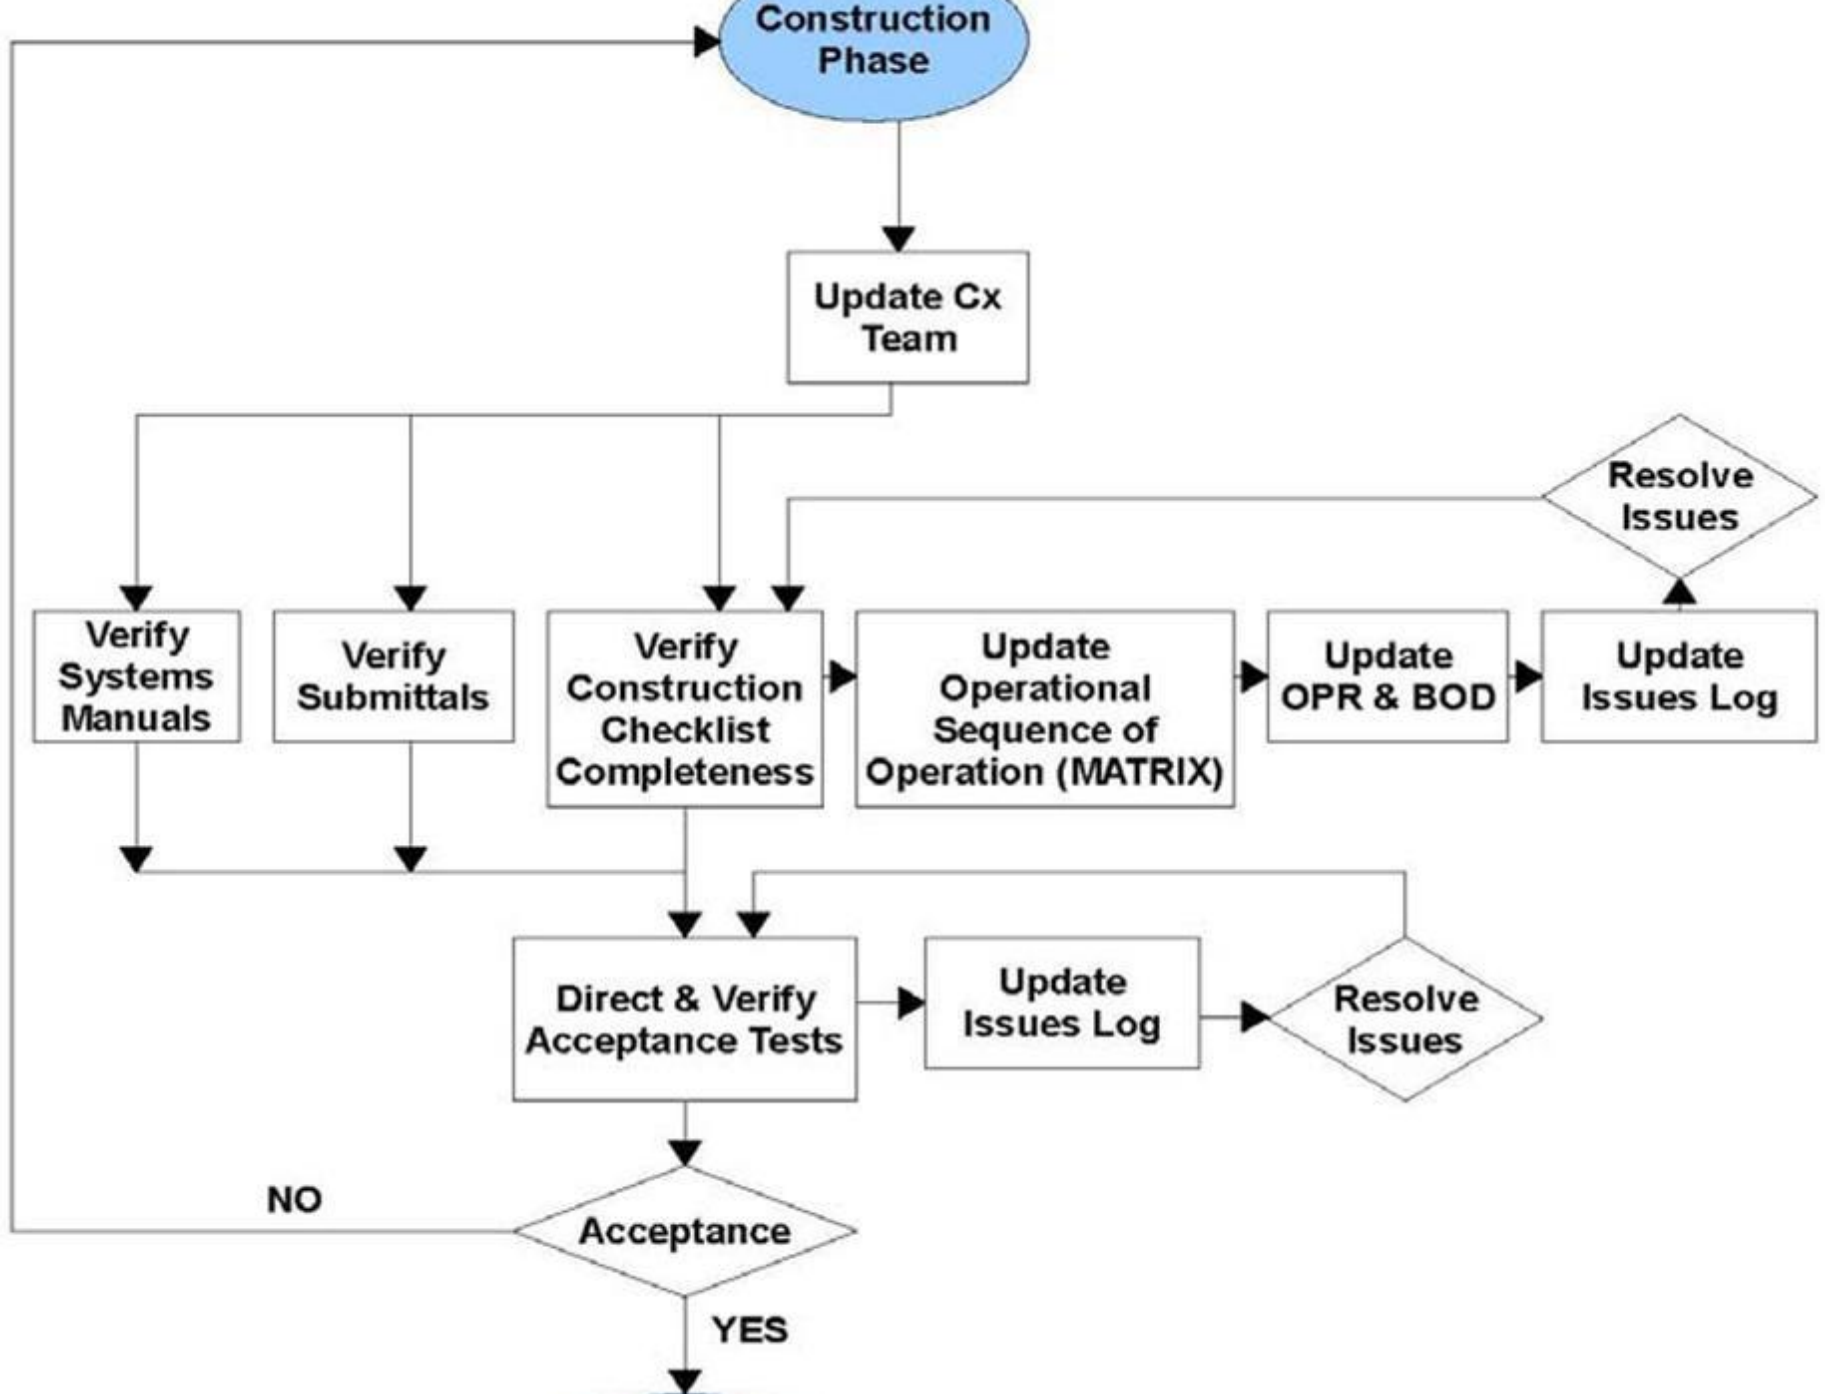 Construction
Phase
Update Cx
Team
Resolve
Issues
Verify
Systems
Manuals
Verify
Submittals
Verify
Construction
Checklist
Completeness
Update
Operational
Sequence of
Operation (MATRIX)
Update
OPR & BOD
Update
Issues Log
Direct & Verify
Acceptance Tests
Update
Issues Log
Resolve
Issues
NO
Acceptance
YES